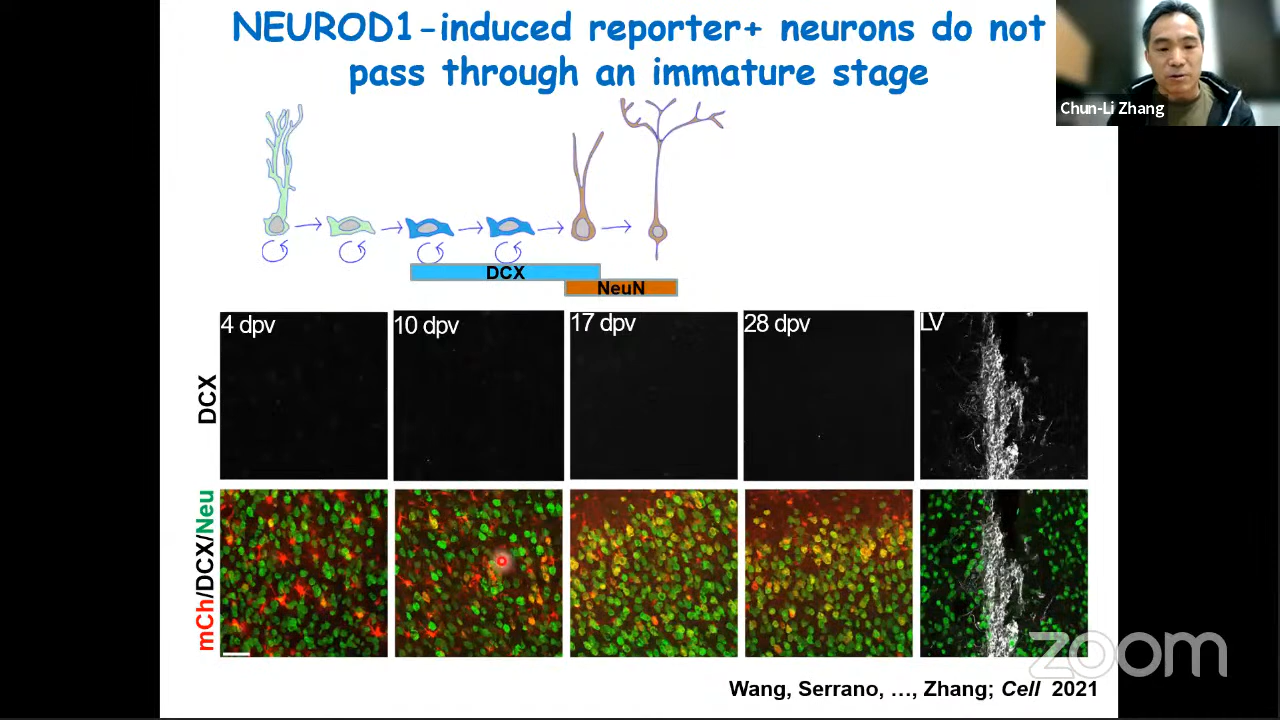 NEUROD1-induced reporter+ neurons do not
pass through an immature stage
Chun-Li Zhang
DCX
NeuN
4 dpv
10 dpv
17 dpv
28 dpv
LV
DCX
mCh/DCX/Neu
Wang, Serrano, ..., Zhang; Cell 2021
zoom